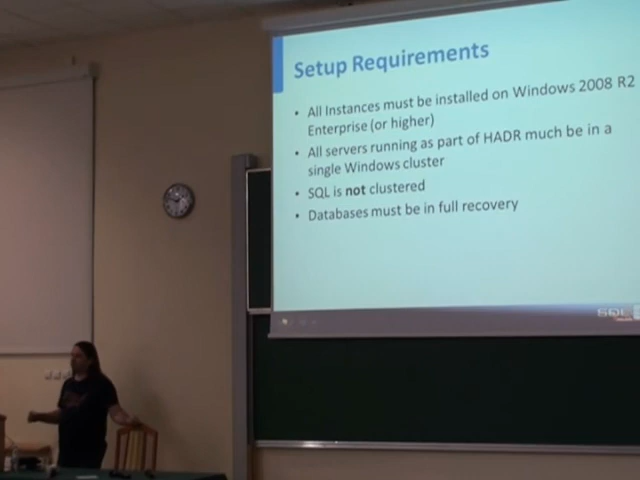 Setup Requirements
• All Instances must be installed on Windows 2008 R2
Enterprise (or higher)
• All servers running as part of HADR much be in a
single Windows cluster
• SQL is not clustered
• Databases must be in full recovery
SQL